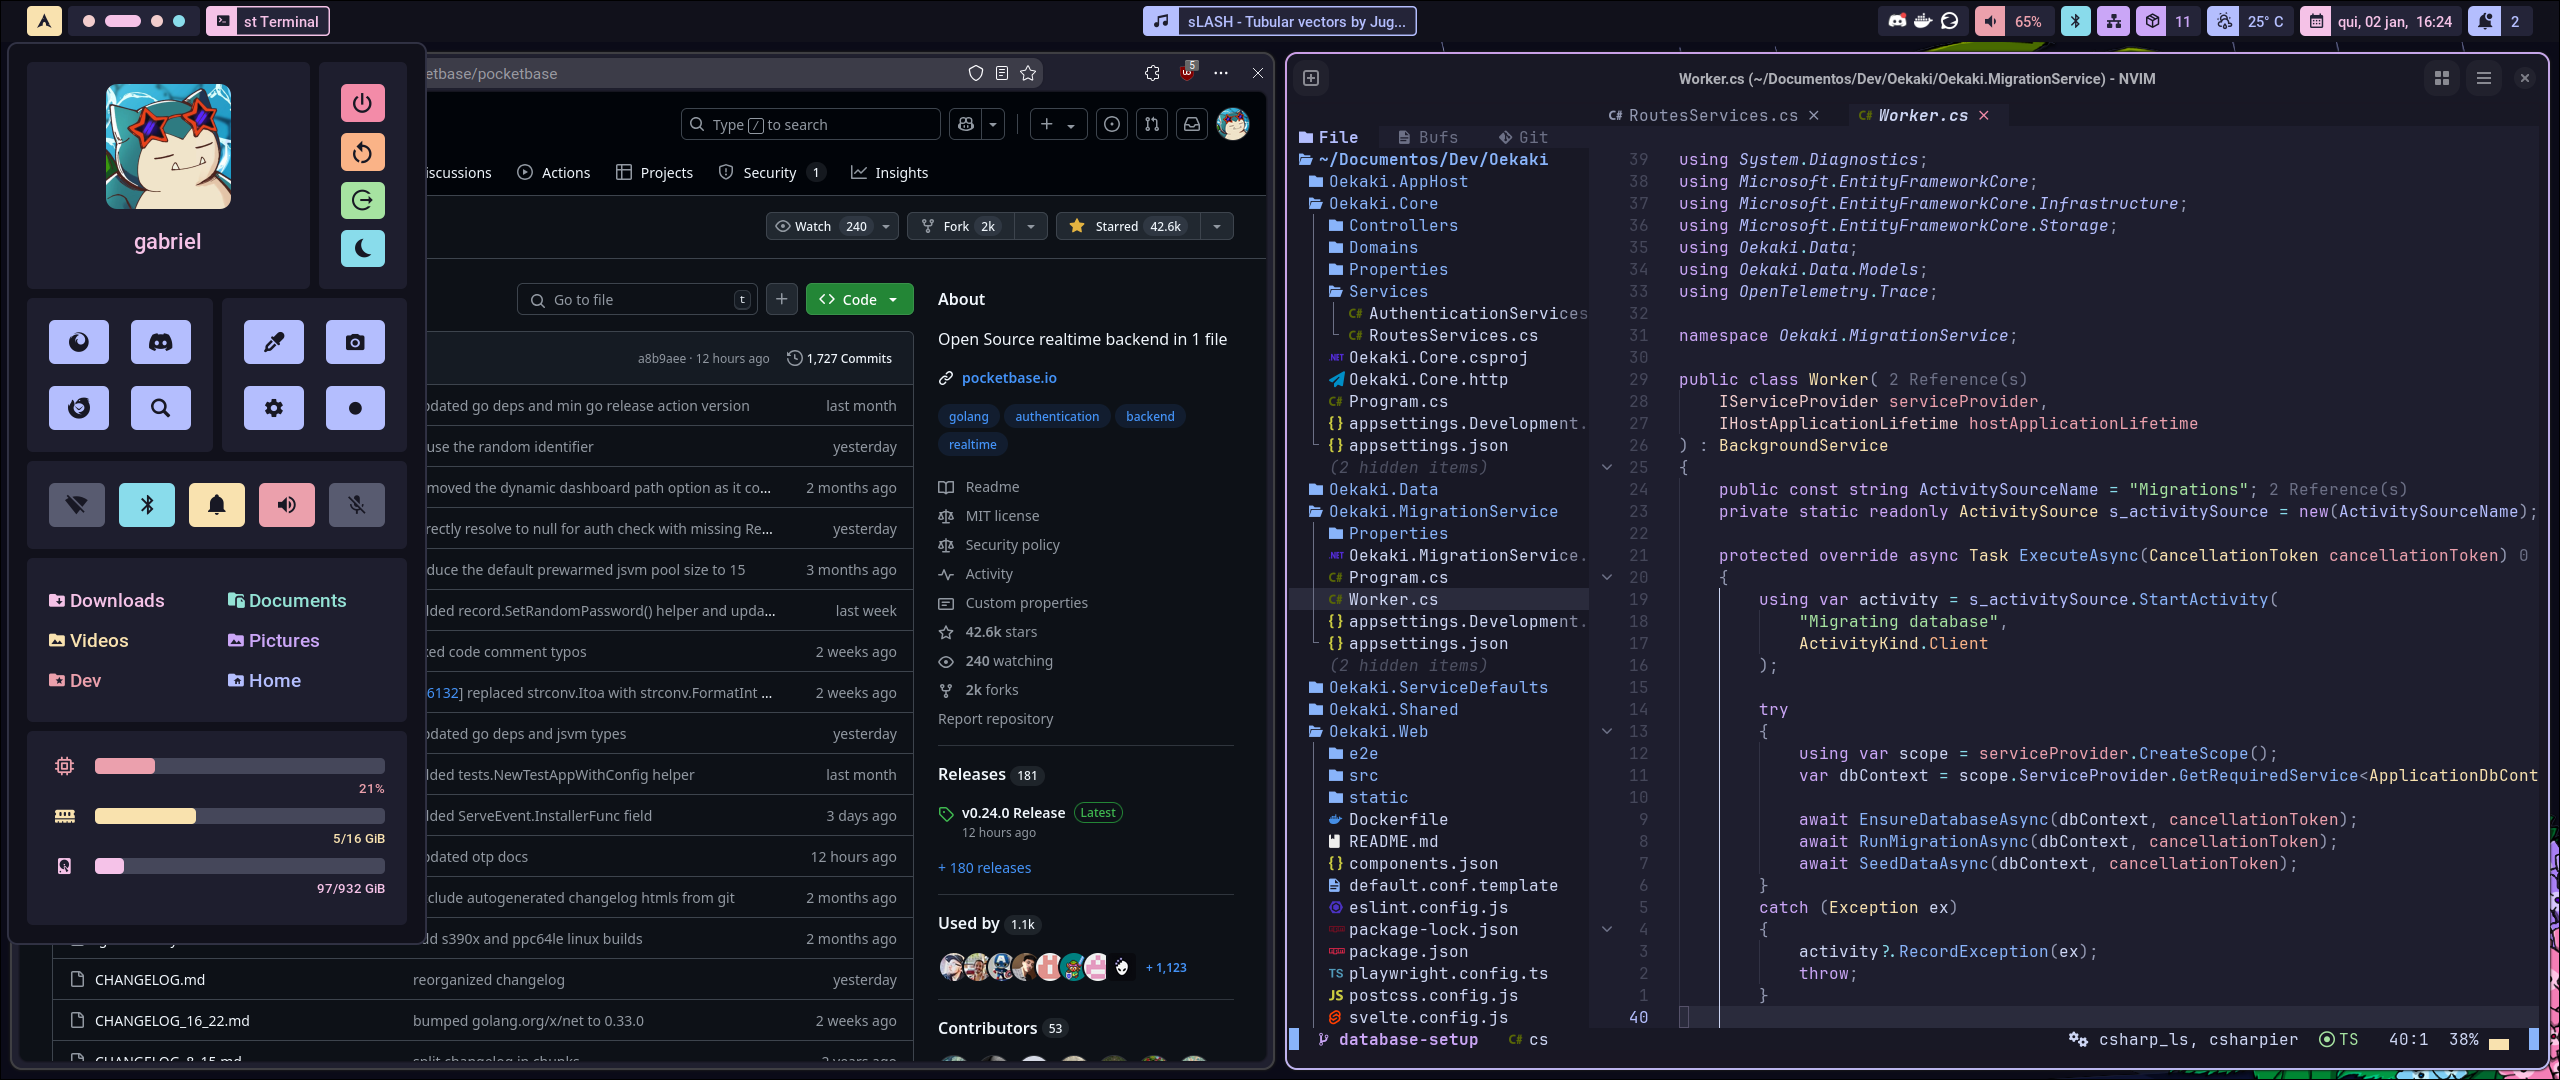 st Terminal
sLASH - Tubular vectors by Jug...
65%
11
25° C
qui, 02 jan, 16:24
2
gabriel
Downloads
Documents
Videos
Pictures
Dev
Home
21%
5/16 GiB
97/932 GiB
etbase/pocketbase
5
Type / to search
iscussions
Actions
Projects
Security 1
Insights
Watch 240
Fork 2k
Starred 42.6k
Go to file t
Code
a8b9aee · 12 hours ago
1,727 Commits
pdated go deps and min go release action version last month
use the random identifier yesterday
moved the dynamic dashboard path option as it co... 2 months ago
rectly resolve to null for auth check with missing Re... yesterday
duce the default prewarmed jsvm pool size to 15 3 months ago
lded record.SetRandomPassword() helper and upda... last week
ed code comment typos 2 weeks ago
6132] replaced strconv.Itoa with strconv.FormatInt ... 2 weeks ago
pdated go deps and jsvm types yesterday
lded tests.NewTestAppWithConfig helper last month
lded ServeEvent.InstallerFunc field 3 days ago
pdated otp docs 12 hours ago
clude autogenerated changelog htmls from git 2 months ago
dd s390x and ppc64le linux builds 2 months ago
CHANGELOG.md reorganized changelog yesterday
CHANGELOG_16_22.md bumped golang.org/x/net to 0.33.0 2 weeks ago
CHANGELOG_8_15.md split changelog in chunks 2 years ago
About
Open Source realtime backend in 1 file
pocketbase.io
golang authentication backend
realtime
Readme
MIT license
Security policy
Activity
Custom properties
42.6k stars
240 watching
2k forks
Report repository
Releases 181
v0.24.0 Release Latest
12 hours ago
+ 180 releases
Used by 1.1k
+ 1,123
Contributors 53
Worker.cs (~/Documentos/Dev/Oekaki/Oekaki.MigrationService) - NVIM
C# RoutesServices.cs
C# Worker.cs
File Bufs Git
~/Documentos/Dev/Oekaki
Oekaki.AppHost
Oekaki.Core
Controllers
Domains
Properties
Services
C# AuthenticationServices
C# RoutesServices.cs
.NET Oekaki.Core.csproj
Oekaki.Core.http
C# Program.cs
{} appsettings.Development.
{} appsettings.json
(2 hidden items)
Oekaki.Data
Oekaki.MigrationService
Properties
.NET Oekaki.MigrationService.
C# Program.cs
C# Worker.cs
{} appsettings.Development.
{} appsettings.json
(2 hidden items)
Oekaki.ServiceDefaults
Oekaki.Shared
Oekaki.Web
e2e
src
static
Dockerfile
README.md
{} components.json
default.conf.template
eslint.config.js
package-lock.json
package.json
TS playwright.config.ts
JS postcss.config.js
svelte.config.js
39 using System.Diagnostics;
38 using Microsoft.EntityFrameworkCore;
37 using Microsoft.EntityFrameworkCore.Infrastructure;
36 using Microsoft.EntityFrameworkCore.Storage;
35 using Oekaki.Data;
34 using Oekaki.Data.Models;
33 using OpenTelemetry.Trace;
32
31 namespace Oekaki.MigrationService;
30
29 public class Worker( 2 Reference(s)
28 IServiceProvider serviceProvider,
27 IHostApplicationLifetime hostApplicationLifetime
26 ) : BackgroundService
25 {
24 public const string ActivitySourceName = "Migrations"; 2 Reference(s)
23 private static readonly ActivitySource s_activitySource = new(ActivitySourceName);
22
21 protected override async Task ExecuteAsync(CancellationToken cancellationToken) 0
20 {
19 using var activity = s_activitySource.StartActivity(
18 "Migrating database",
17 ActivityKind.Client
16 );
15
14 try
13 {
12 using var scope = serviceProvider.CreateScope();
11 var dbContext = scope.ServiceProvider.GetRequiredService<ApplicationDbCont
10
9 await EnsureDatabaseAsync(dbContext, cancellationToken);
8 await RunMigrationAsync(dbContext, cancellationToken);
7 await SeedDataAsync(dbContext, cancellationToken);
6 }
5 catch (Exception ex)
4 {
3 activity?.RecordException(ex);
2 throw;
1 }
40
database-setup C# cs
csharp_ls, csharpier TS 40:1 38%